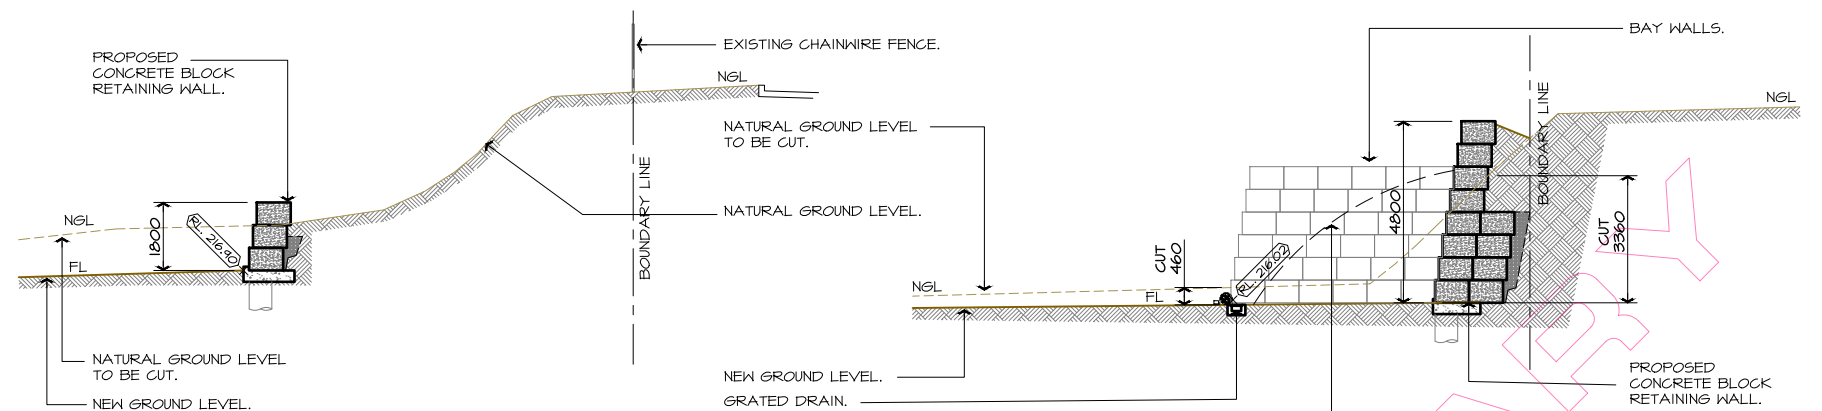 PROPOSED
CONCRETE BLOCK
RETAINING WALL.
EXISTING CHAINWIRE FENCE.
NGL
NGL
1800
RL 216.90
FL
NATURAL GROUND LEVEL.
BOUNDARY LINE
NATURAL GROUND LEVEL
TO BE CUT.
NEW GROUND LEVEL.
BAY WALLS.
NATURAL GROUND LEVEL
TO BE CUT.
BOUNDARY LINE
NGL
4800
CUT
3360
CUT
460
RL 216.02
NGL
FL
NEW GROUND LEVEL.
GRATED DRAIN.
PROPOSED
CONCRETE BLOCK
RETAINING WALL.
A R Y